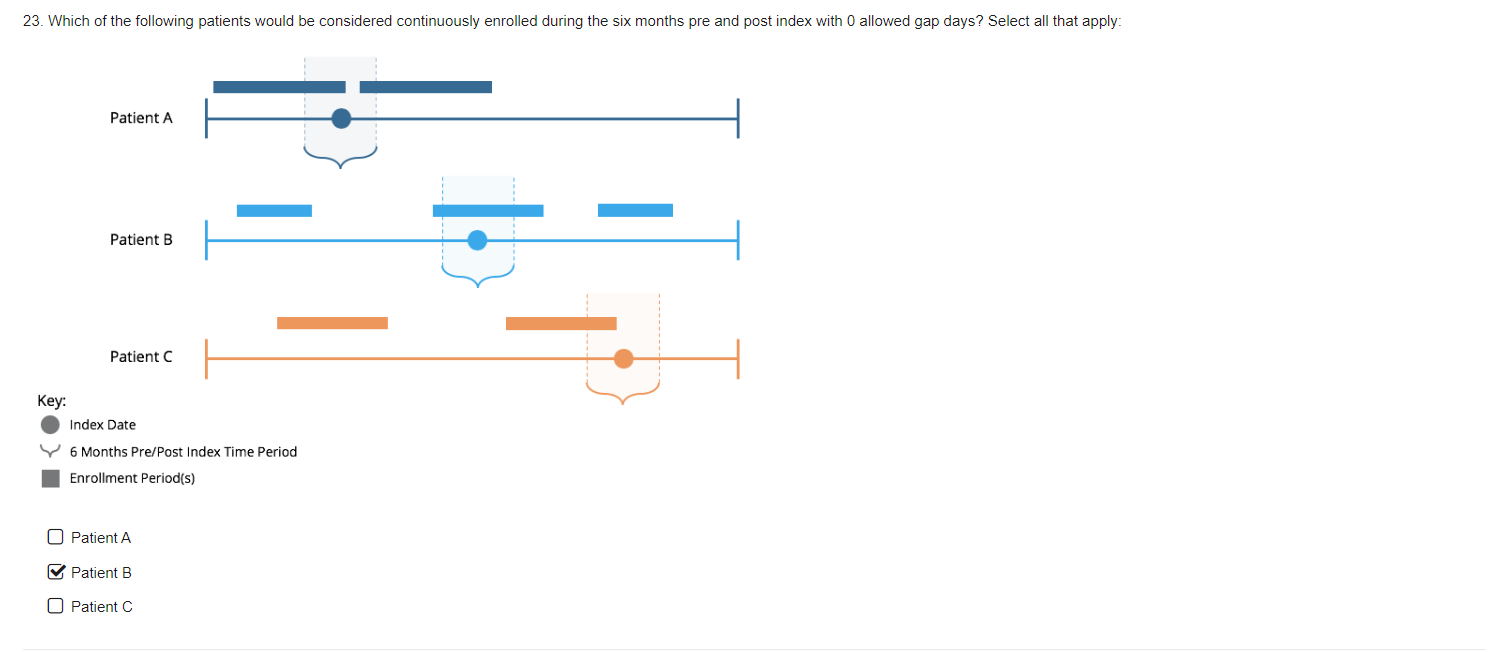 23. Which of the following patients would be considered continuously enrolled during the six months pre and post index with 0 allowed gap days? Select all that apply:
Patient A
Patient B
Patient C
Key:
Index Date
6 Months Pre/Post Index Time Period
Enrollment Period(s)
Patient A
Patient B
Patient C